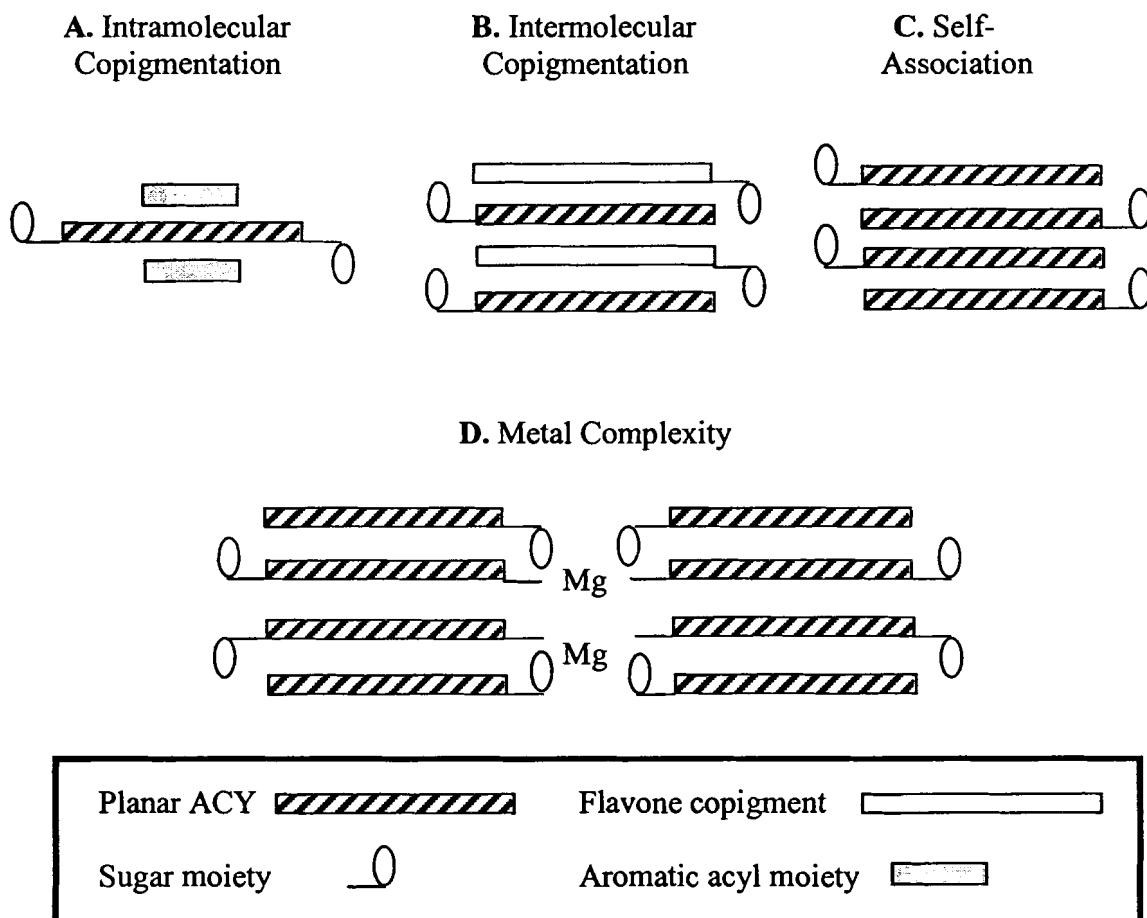 A. Intramolecular
Copigmentation
B. Intermolecular
Copigmentation
C. Self-
Association
D. Metal Complexity
Mg
Mg
Planar ACY
Flavone copigment
Sugar moiety
Aromatic acyl moiety